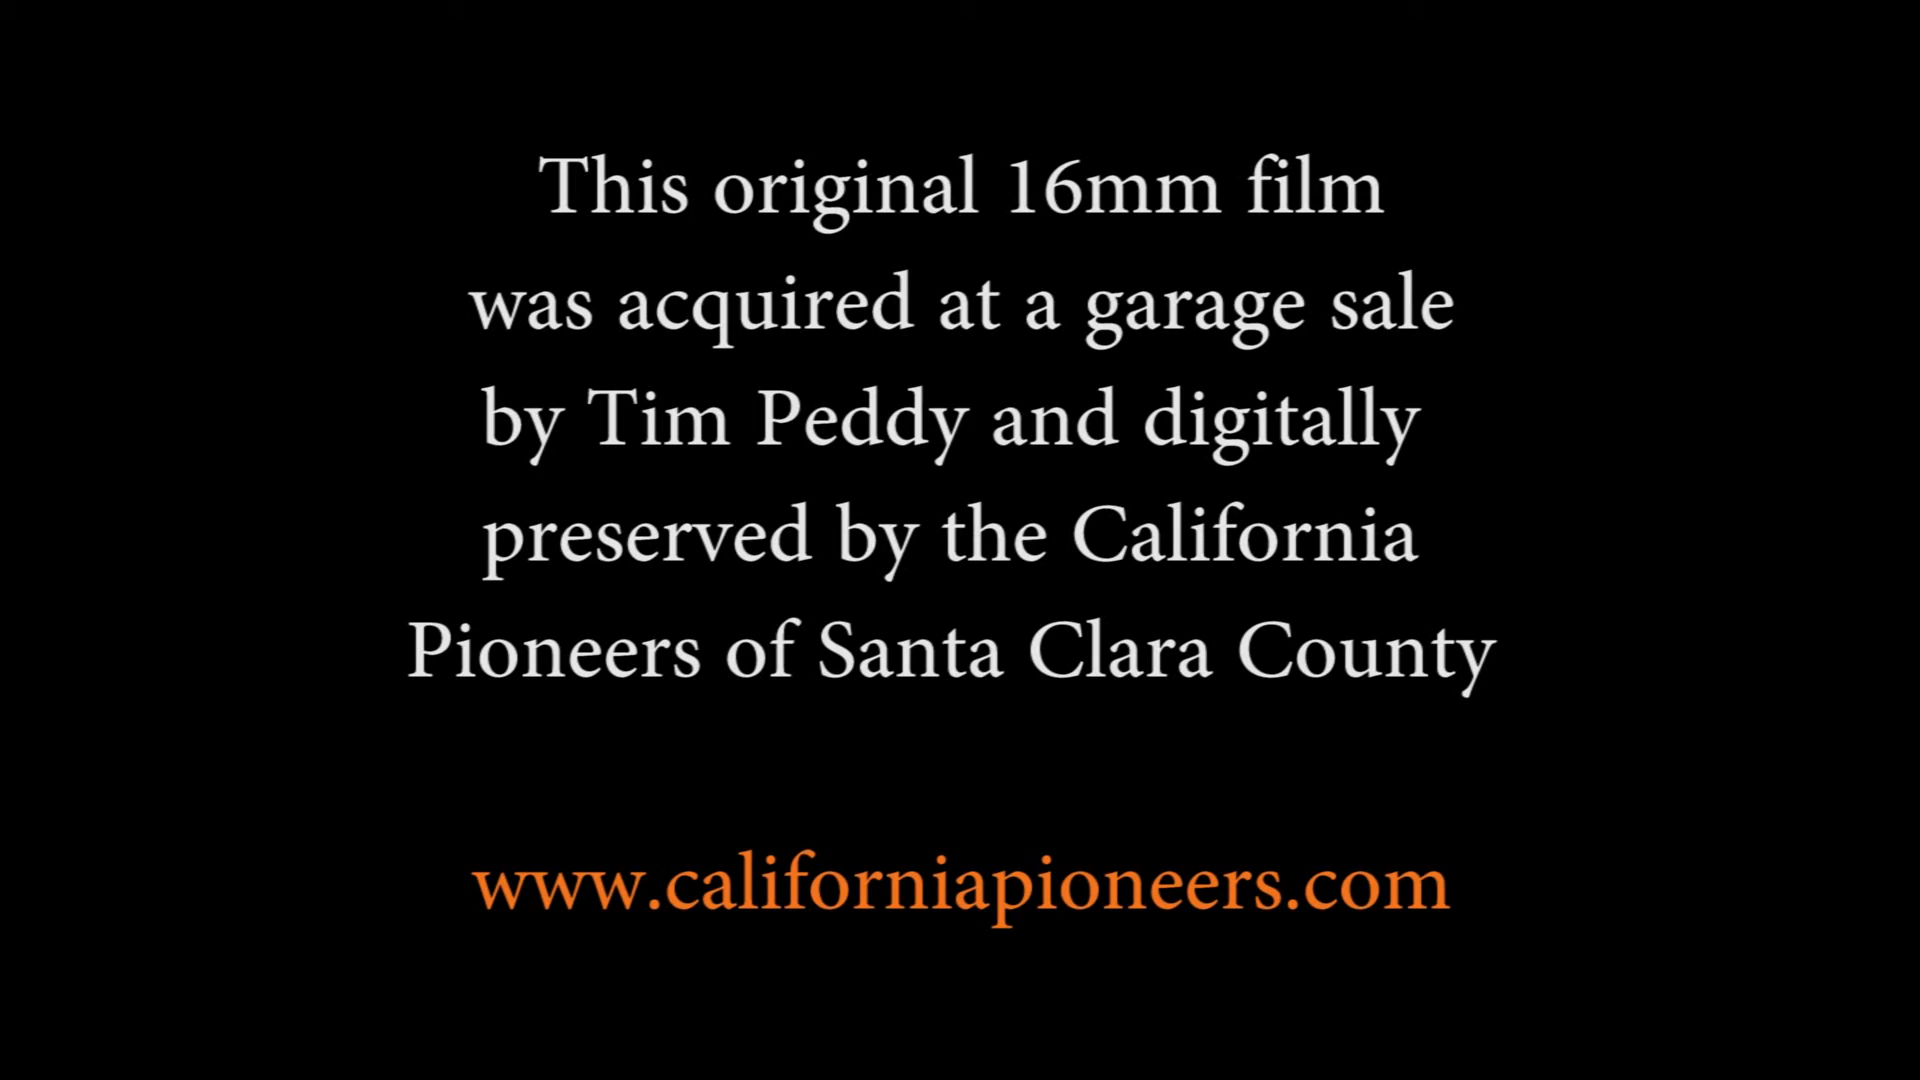 This original 16mm film
was acquired at a garage sale
by Tim Peddy and digitally
preserved by the California
Pioneers of Santa Clara County
www.californiapioneers.com